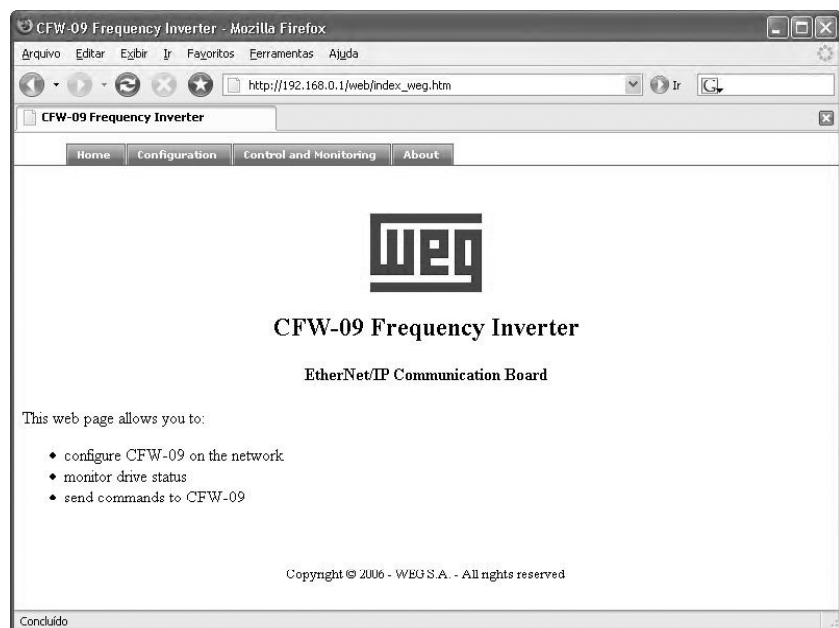 CFW-09 Frequency Inverter - Mozilla Firefox
Arquivo Editar Exibir Ir Favoritos Ferramentas Ajuda
http://192.168.0.1/web/index_weg.htm Ir G
CFW-09 Frequency Inverter
Home Configuration Control and Monitoring About
weg
CFW-09 Frequency Inverter
EtherNet/IP Communication Board
This web page allows you to:
• configure CFW-09 on the network
• monitor drive status
• send commands to CFW-09
Copyright © 2006 - WEG S.A. - All rights reserved
Concluído